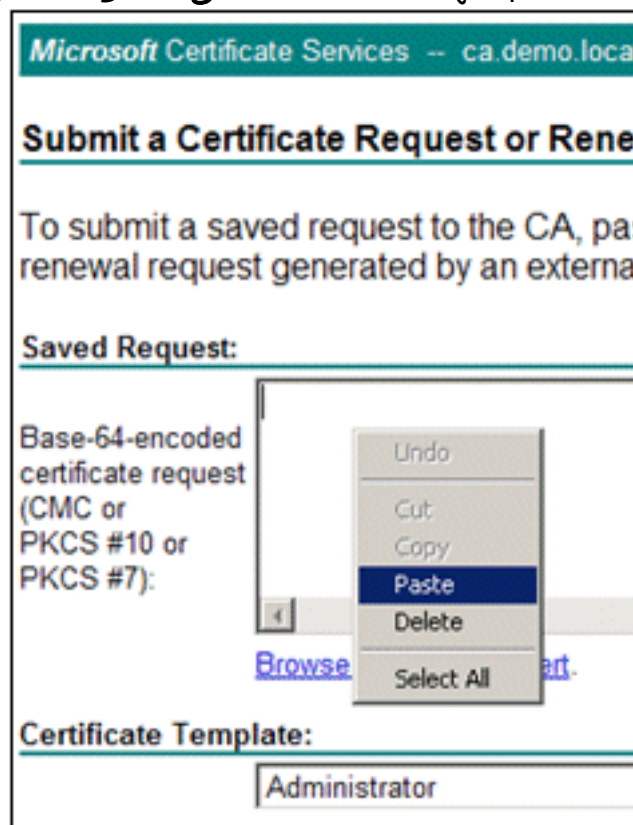 Microsoft Certificate Services -- ca.demo.loca
Submit a Certificate Request or Rene
To submit a saved request to the CA, pa
renewal request generated by an externa
Saved Request:
Base-64-encoded
certificate request
(CMC or
PKCS #10 or
PKCS #7):
Undo
Cut
Copy
Paste
Delete
Select All
Browse
ert.
Certificate Template:
Administrator